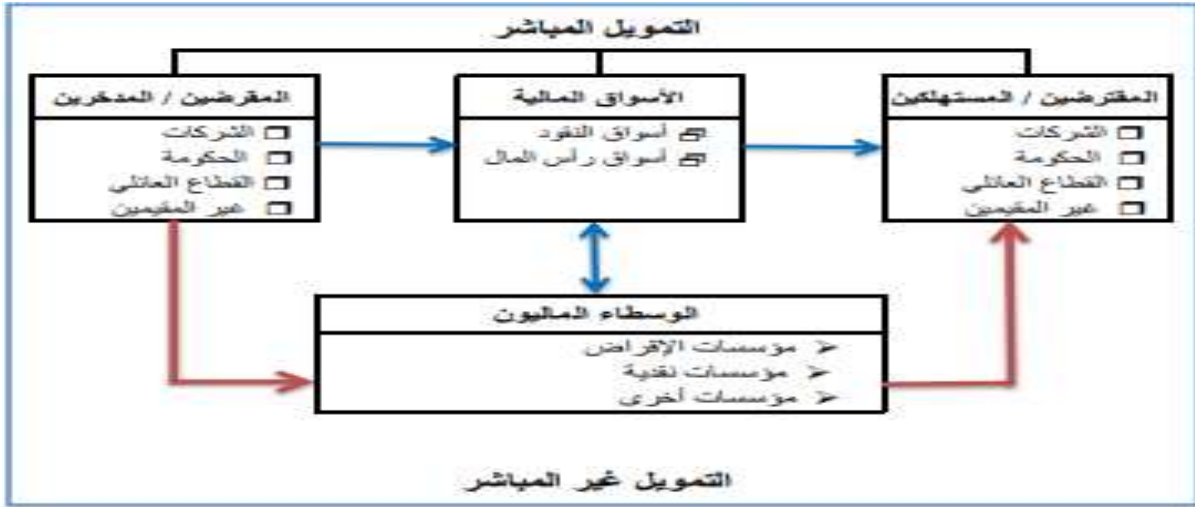 التمويل المباشر
المقترضين / المستهلكين
الشركات
الحكومة
القطاع العائلي
غير المقيمين
الأسواق المالية
أسواق النقود
أسواق رأس المال
المقرضين / المدخرين
الشركات
الحكومة
القطاع العائلي
غير المقيمين
الوسطاء الماليون
مؤسسات الإقراض
مؤسسات نقدية
مؤسسات أخرى
التمويل غير المباشر